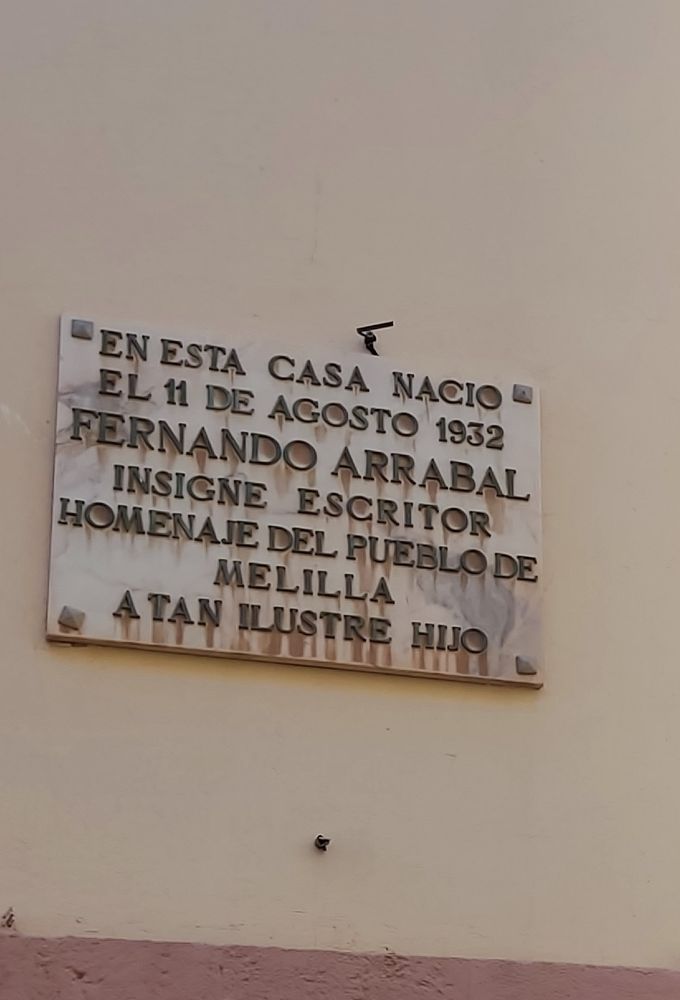 EN ESTA CASA NACIO
EL 11 DE AGOSTO 1932
FERNANDO ARRABAL
INSIGNE ESCRITOR
HOMENAJE DEL PUEBLO DE
MELILLA
A TAN ILUSTRE HIJO